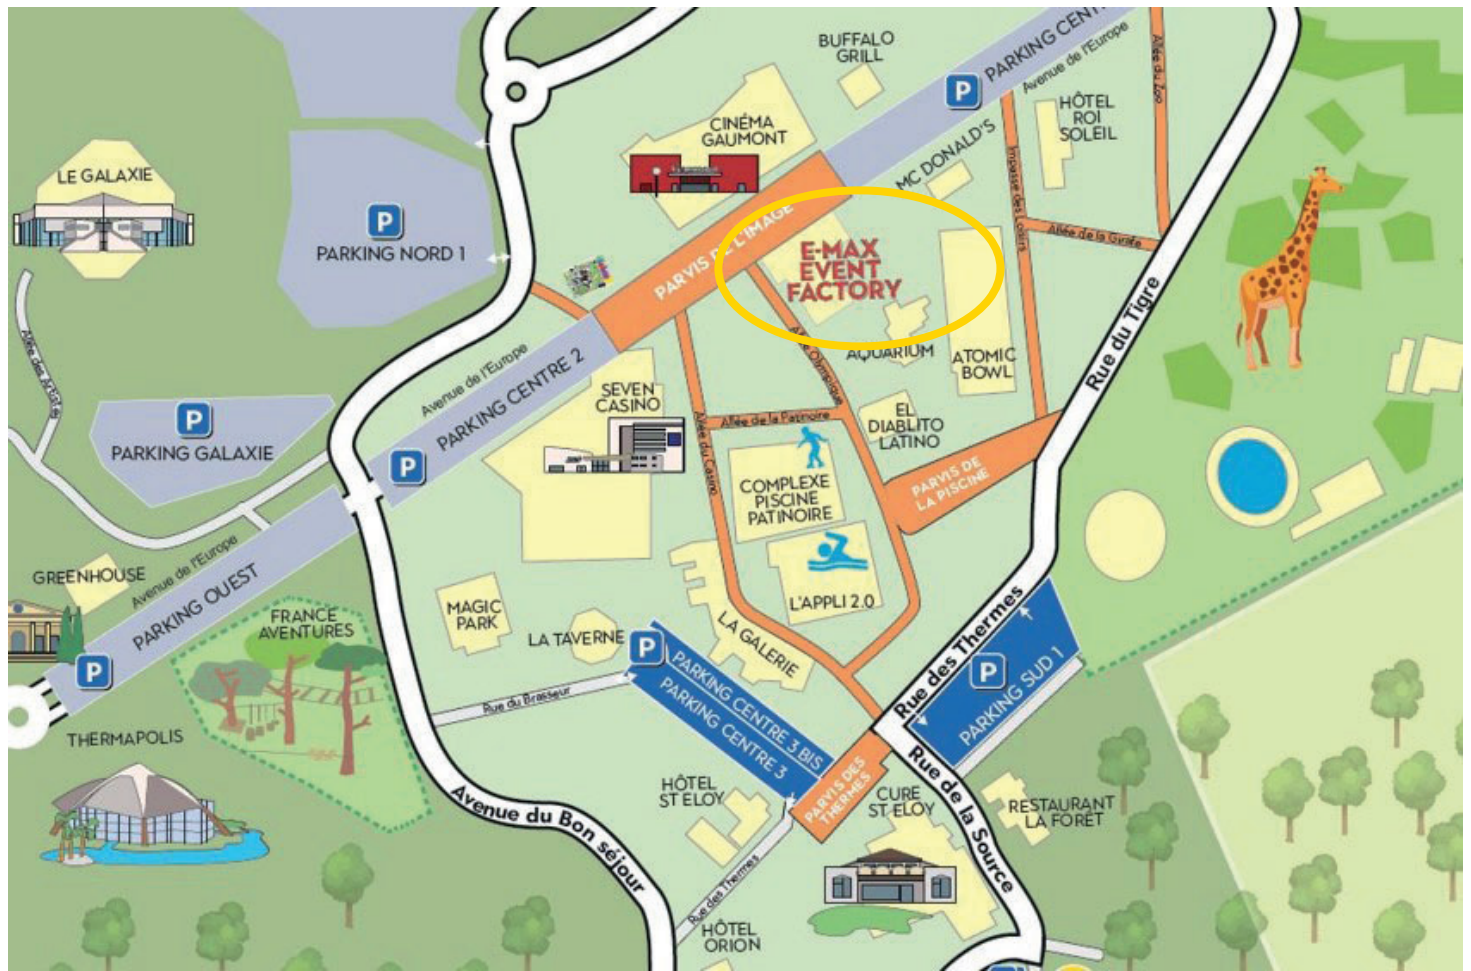 BUFFALO
GRILL
P
PARKING CENT
Avenue de l'Europe
Allée du Zoo
HÔTEL
ROI
SOLEIL
CINÉMA
GAUMONT
MC DONALD'S
Impasse des Loisirs
LE GALAXIE
P
PARKING NORD 1
PARVIS DE L'IMAGE
E-MAX
EVENT
FACTORY
Allée de la Girafe
Rue du Tigre
Allée des Artistes
Avenue de l'Europe
PARKING CENTRE 2
P
Allée Olympique
AQUARIUM
ATOMIC
BOWL
SEVEN
CASINO
P
PARKING GALAXIE
Allée de la Patinoire
Allée du Casino
EL
DIABLITO
LATINO
PARVIS DE
LA PISCINE
COMPLEXE
PISCINE
PATINOIRE
GREENHOUSE
Avenue de l'Europe
PARKING OUEST
P
FRANCE
AVENTURES
MAGIC
PARK
LA TAVERNE
L'APPLI 2.0
LA GALERIE
P
PARKING CENTRE 3 BIS
PARKING CENTRE 3
Rue du Brasseur
Rue des Thermes
P
PARKING SUD 1
THERMAPOLIS
Avenue du Bon séjour
HÔTEL
ST ELOY
PARVIS DES
THERMES
CURE
ST ELOY
Rue de la Source
RESTAURANT
LA FORÊT
Rue des Thermes
HÔTEL
ORION